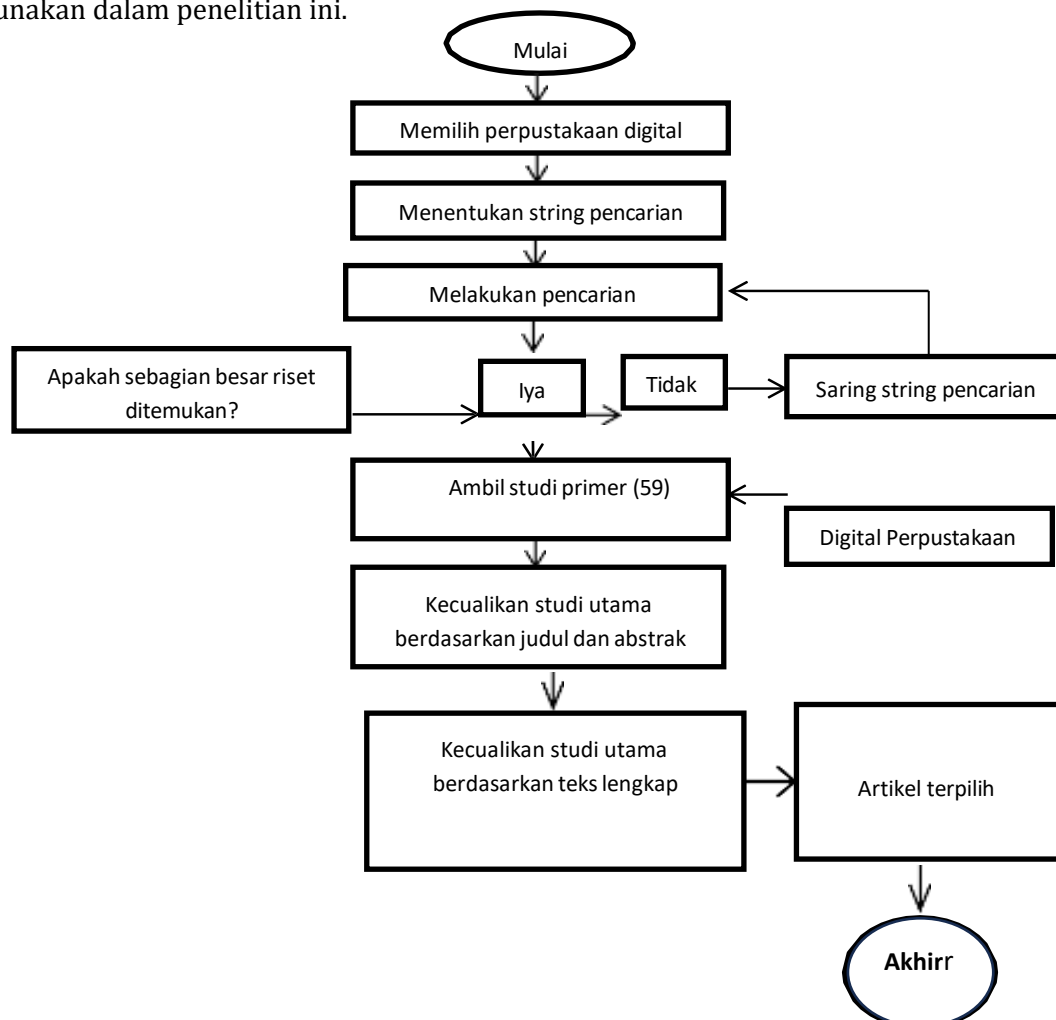 unakan dalam penelitian ini.
Mulai
Memilih perpustakaan digital
Menentukan string pencarian
Melakukan pencarian
Apakah sebagian besar riset
ditemukan?
Iya
Tidak
Saring string pencarian
Ambil studi primer (59)
Digital Perpustakaan
Kecualikan studi utama
berdasarkan judul dan abstrak
Kecualikan studi utama
berdasarkan teks lengkap
Artikel terpilih
Akhirr